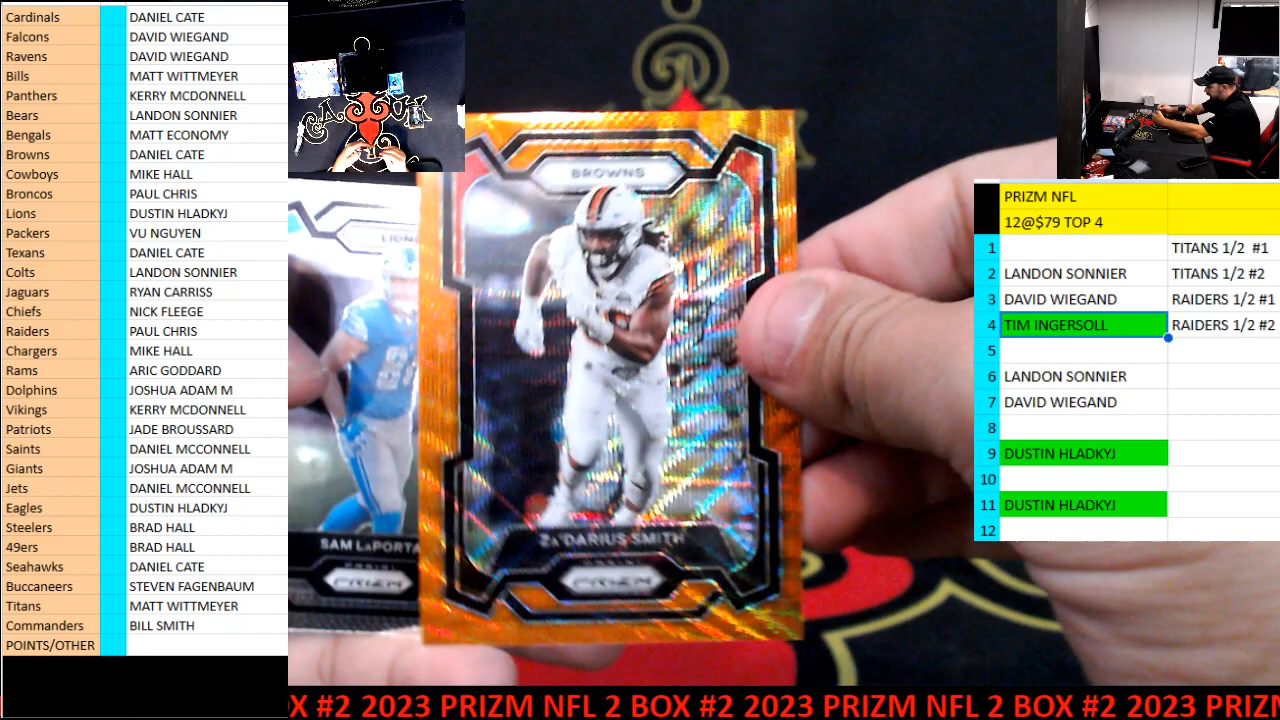 Cardinals DANIEL CATE
Falcons DAVID WIEGAND
Ravens DAVID WIEGAND
Bills MATT WITTMEYER
Panthers KERRY MCDONNELL
Bears LANDON SONNIER
Bengals MATT ECONOMY
Browns DANIEL CATE
Cowboys MIKE HALL
Broncos PAUL CHRIS
Lions DUSTIN HLADKYJ
Packers VU NGUYEN
Texans DANIEL CATE
Colts LANDON SONNIER
Jaguars RYAN CARRISS
Chiefs NICK FLEEGE
Raiders PAUL CHRIS
Chargers MIKE HALL
Rams ARIC GODDARD
Dolphins JOSHUA ADAM M
Vikings KERRY MCDONNELL
Patriots JADE BROUSSARD
Saints DANIEL MCCONNELL
Giants JOSHUA ADAM M
Jets DANIEL MCCONNELL
Eagles DUSTIN HLADKYJ
Steelers BRAD HALL
49ers BRAD HALL
Seahawks DANIEL CATE
Buccaneers STEVEN FAGENBAUM
Titans MATT WITTMEYER
Commanders BILL SMITH
POINTS/OTHER
LIONS
SAM LAPORTA
PANINI
PRIZM
BROWNS
ZA'DARIUS SMITH
PANINI
PRIZM
PRIZM NFL
12@$79 TOP 4
1 TITANS 1/2 #1
2 LANDON SONNIER TITANS 1/2 #2
3 DAVID WIEGAND RAIDERS 1/2 #1
4 TIM INGERSOLL RAIDERS 1/2 #2
5
6 LANDON SONNIER
7 DAVID WIEGAND
8
9 DUSTIN HLADKYJ
10
11 DUSTIN HLADKYJ
12
X #2 2023 PRIZM NFL 2 BOX #2 2023 PRIZM NFL 2 BOX #2 2023 PRIZM